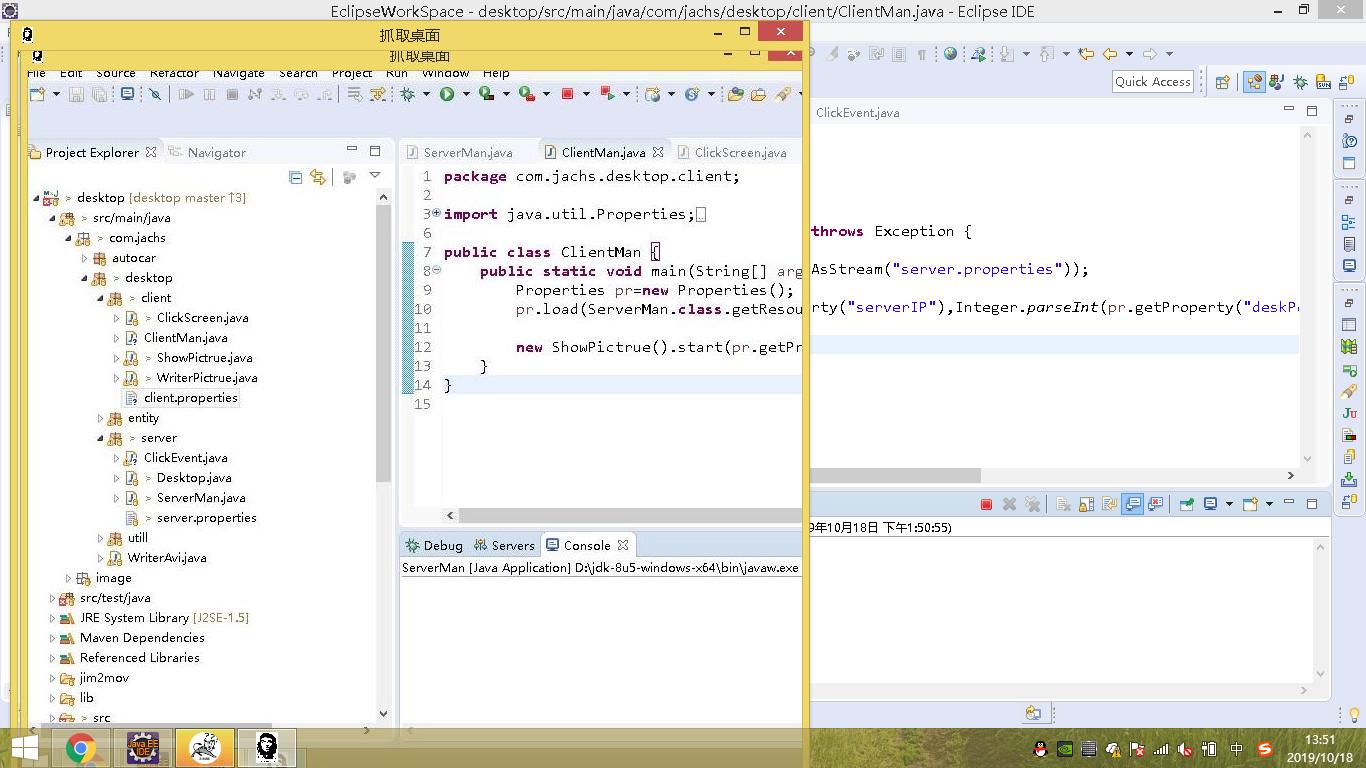 EclipseWorkSpace - desktop/src/main/java/com/jachs/desktop/client/ClientMan.java - Eclipse IDE
抓取桌面
抓取桌面
File Edit Source Refactor Navigate Search Project Run Window Help
Quick Access
ClickEvent.java
Project Explorer
Navigator
desktop [desktop master ↑3]
> src/main/java
> com.jachs
autocar
> desktop
> client
> ClickScreen.java
ClientMan.java
> ShowPictrue.java
> WriterPictrue.java
client.properties
entity
> server
ClickEvent.java
> Desktop.java
> ServerMan.java
> server.properties
utill
WriterAvi.java
image
src/test/java
JRE System Library [J2SE-1.5]
Maven Dependencies
Referenced Libraries
jim2mov
lib
> src
ServerMan.java
ClientMan.java
ClickScreen.java
1 package com.jachs.desktop.client;
2
3 import java.util.Properties;
6
7 public class ClientMan {
8 public static void main(String[] arg
throws Exception {
9 Properties pr=new Properties();
10 pr.load(ServerMan.class.getResou
AsStream("server.properties"));
11
12 new ShowPictrue().start(pr.getPr
rty("serverIP"),Integer.parseInt(pr.getProperty("deskP
13 }
14 }
15
Debug
Servers
Console
ServerMan [Java Application] D:\jdk-8u5-windows-x64\bin\javaw.exe
9年10月18日 下午1:50:55)
Java EE
IDE
中
13:51
2019/10/18